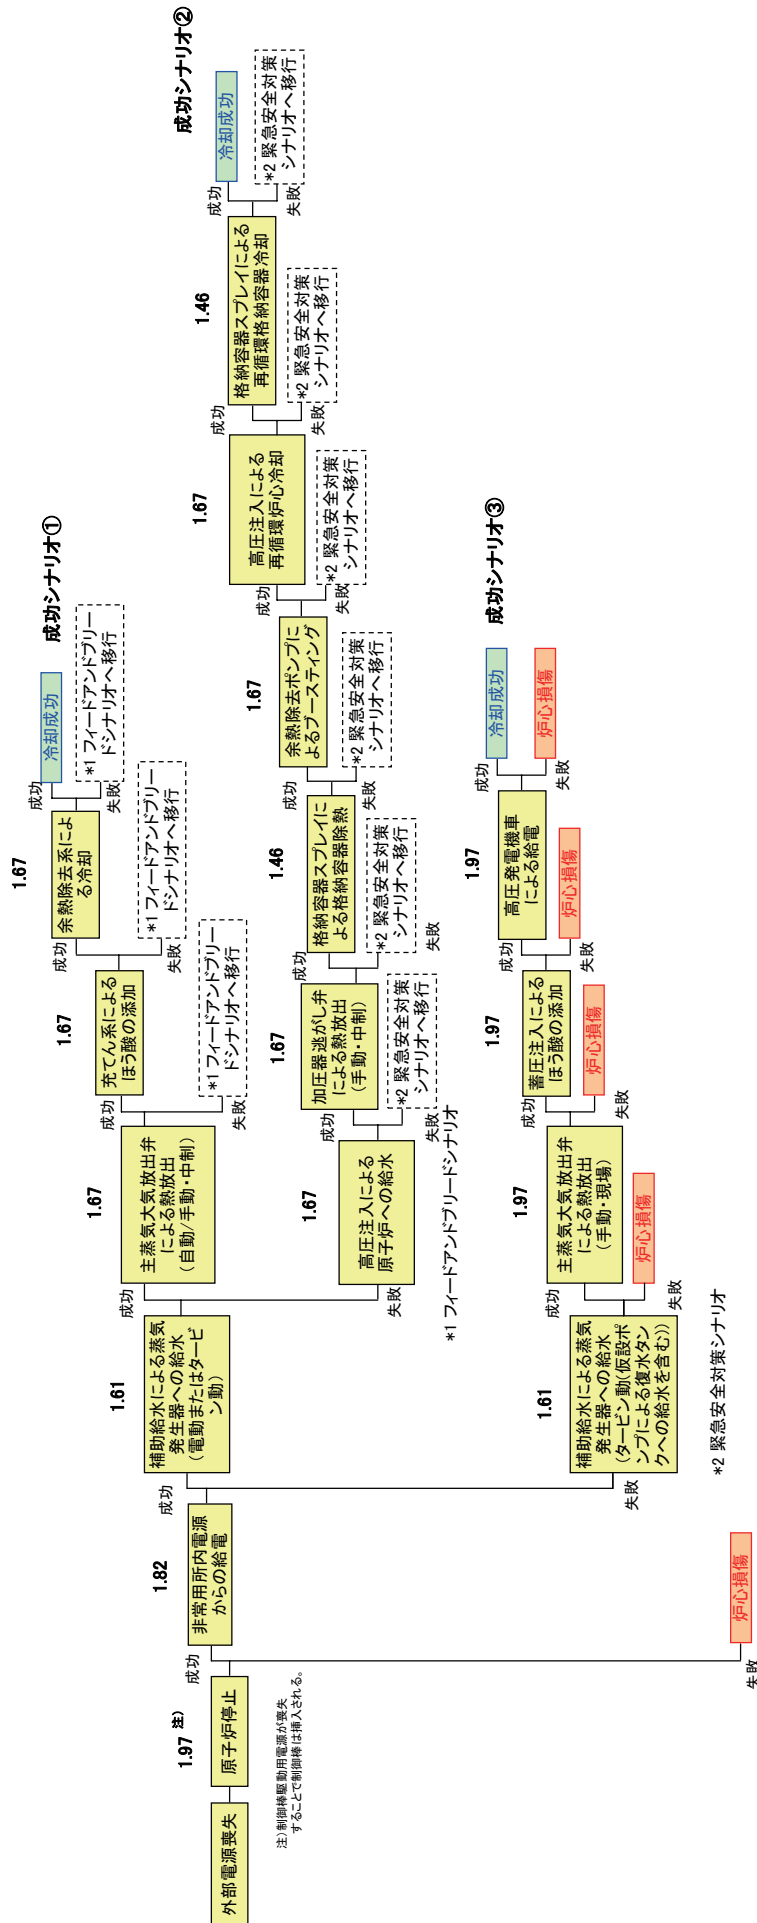 外部電源喪失
1.97 注)
原子炉停止
注)制御棒駆動用電源が喪失
することで制御棒は挿入される。
成功
失敗
炉心損傷
1.82
非常用所内電源
からの給電
成功
失敗
1.61
補助給水による蒸気
発生器への給水
(電動またはタービ
ン動)
成功
失敗
*1 フィードアンドブリードシナリオ
1.67
主蒸気大気放出弁
による熱放出
(自動/手動・中制)
成功
失敗
*1 フィードアンドブリー
ドシナリオへ移行
1.67
充てん系による
ほう酸の添加
成功
失敗
*1 フィードアンドブリー
ドシナリオへ移行
1.67
余熱除去系によ
る冷却
成功
失敗
冷却成功
*1 フィードアンドブリー
ドシナリオへ移行
成功シナリオ①
1.67
高圧注入による
原子炉への給水
成功
失敗
*2 緊急安全対策
シナリオへ移行
1.67
加圧器逃がし弁
による熱放出
(手動・中制)
成功
失敗
*2 緊急安全対策
シナリオへ移行
1.46
格納容器スプレイに
よる格納容器除熱
成功
失敗
*2 緊急安全対策
シナリオへ移行
1.67
余熱除去ポンプに
よるブースティング
成功
失敗
*2 緊急安全対策
シナリオへ移行
1.67
高圧注入による
再循環炉心冷却
成功
失敗
*2 緊急安全対策
シナリオへ移行
1.46
格納容器スプレイによる
再循環格納容器冷却
成功
失敗
冷却成功
*2 緊急安全対策
シナリオへ移行
成功シナリオ②
1.61
補助給水による蒸気
発生器への給水
(タービン動(仮設ポ
ンプによる復水タン
クへの給水を含む))
*2 緊急安全対策シナリオ
成功
失敗
炉心損傷
1.97
主蒸気大気放出弁
による熱放出
(手動・現場)
成功
失敗
炉心損傷
1.97
蓄圧注入による
ほう酸の添加
成功
失敗
炉心損傷
1.97
高圧発電機車
による給電
成功
失敗
冷却成功
炉心損傷
成功シナリオ③